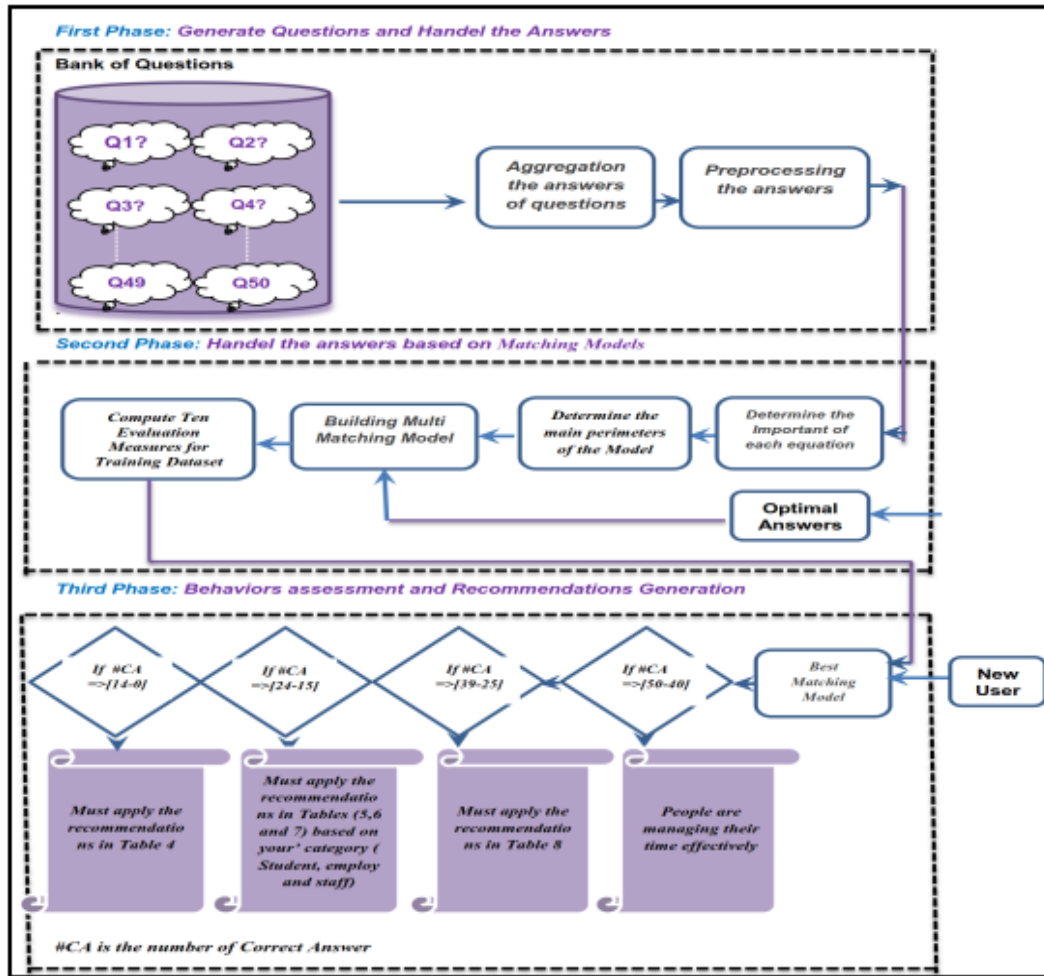 First Phase: Generate Questions and Handel the Answers
Bank of Questions
Q1?
Q2?
Q3?
Q4?
Q49
Q50
Aggregation
the answers
of questions
Preprocessing
the answers
Second Phase: Handel the answers based on Matching Models
Compute Ten
Evaluation
Measures for
Training Dataset
Building Multi
Matching Model
Determine the
main perimeters
of the Model
Determine the
Important of
each equation
Optimal
Answers
Third Phase: Behaviors assessment and Recommendations Generation
If #CA
=>[14-0]
If #CA
=>[24-15]
If #CA
=>[39-25]
If #CA
=>[50-40]
Best
Matching
Model
New
User
Must apply the
recommendatio
ns in Table 4
Must apply the
recommendatio
ns in Tables (5,6
and 7) based on
your' category (
Student, employ
and staff)
Must apply the
recommendatio
ns in Table 8
People are
managing their
time effectively
#CA is the number of Correct Answer